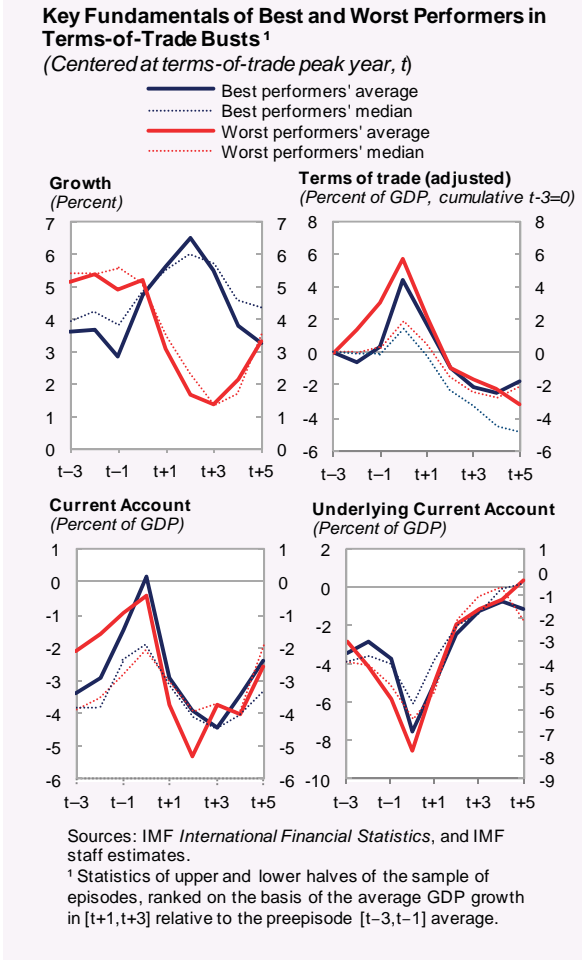 Key Fundamentals of Best and Worst Performers in
Terms-of-Trade Busts ¹
(Centered at terms-of-trade peak year, t)
Best performers' average
Best performers' median
Worst performers' average
Worst performers' median
Growth
(Percent)
7 7
6 6
5 5
4 4
3 3
2 2
1 1
0 0
t–3 t–1 t+1 t+3 t+5
Terms of trade (adjusted)
(Percent of GDP, cumulative t-3=0)
8 8
6 6
4 4
2 2
0 0
-2 -2
-4 -4
-6 -6
t–3 t–1 t+1 t+3 t+5
Current Account
(Percent of GDP)
1 1
0 0
-1 -1
-2 -2
-3 -3
-4 -4
-5 -5
-6 -6
t–3 t–1 t+1 t+3 t+5
Underlying Current Account
(Percent of GDP)
2 1
0 0
-1
-2 -2
-3
-4 -4
-5
-6 -6
-7
-8 -8
-10 -9
t–3 t–1 t+1 t+3 t+5
Sources: IMF International Financial Statistics, and IMF
staff estimates.
¹ Statistics of upper and lower halves of the sample of
episodes, ranked on the basis of the average GDP growth
in [t+1,t+3] relative to the preepisode [t–3,t–1] average.